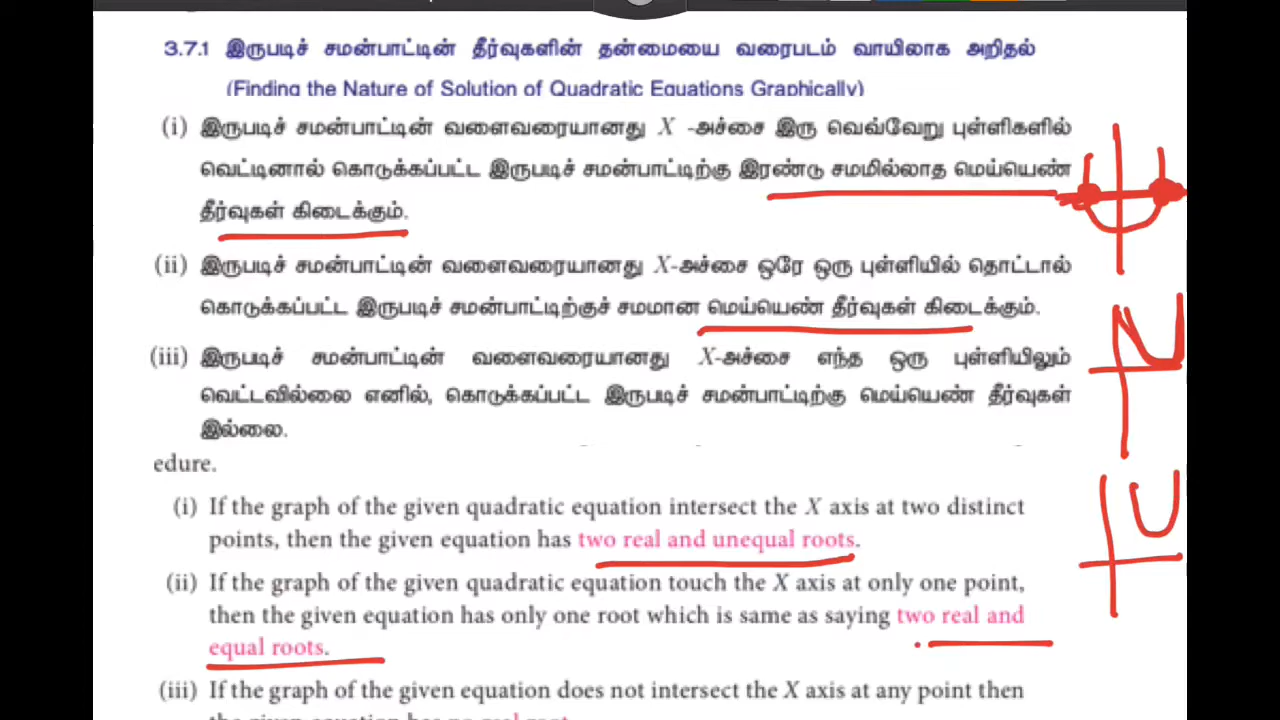 3.7.1 இருபடிச் சமன்பாட்டின் தீர்வுகளின் தன்மையை வரைபடம் வாயிலாக அறிதல்
(Finding the Nature of Solution of Quadratic Equations Graphically)
(i) இருபடிச் சமன்பாட்டின் வளைவரையானது X -அச்சை இரு வெவ்வேறு புள்ளிகளில்
வெட்டினால் கொடுக்கப்பட்ட இருபடிச் சமன்பாட்டிற்கு இரண்டு சமமில்லாத மெய்யெண்
தீர்வுகள் கிடைக்கும்.
(ii) இருபடிச் சமன்பாட்டின் வளைவரையானது X-அச்சை ஒரே ஒரு புள்ளியில் தொட்டால்
கொடுக்கப்பட்ட இருபடிச் சமன்பாட்டிற்குச் சமமான மெய்யெண் தீர்வுகள் கிடைக்கும்.
(iii) இருபடிச் சமன்பாட்டின் வளைவரையானது X-அச்சை எந்த ஒரு புள்ளியிலும்
வெட்டவில்லை எனில், கொடுக்கப்பட்ட இருபடிச் சமன்பாட்டிற்கு மெய்யெண் தீர்வுகள்
இல்லை.
edure.
(i) If the graph of the given quadratic equation intersect the X axis at two distinct
points, then the given equation has two real and unequal roots.
(ii) If the graph of the given quadratic equation touch the X axis at only one point,
then the given equation has only one root which is same as saying two real and
equal roots.
(iii) If the graph of the given equation does not intersect the X axis at any point then
the given equation has no real root.